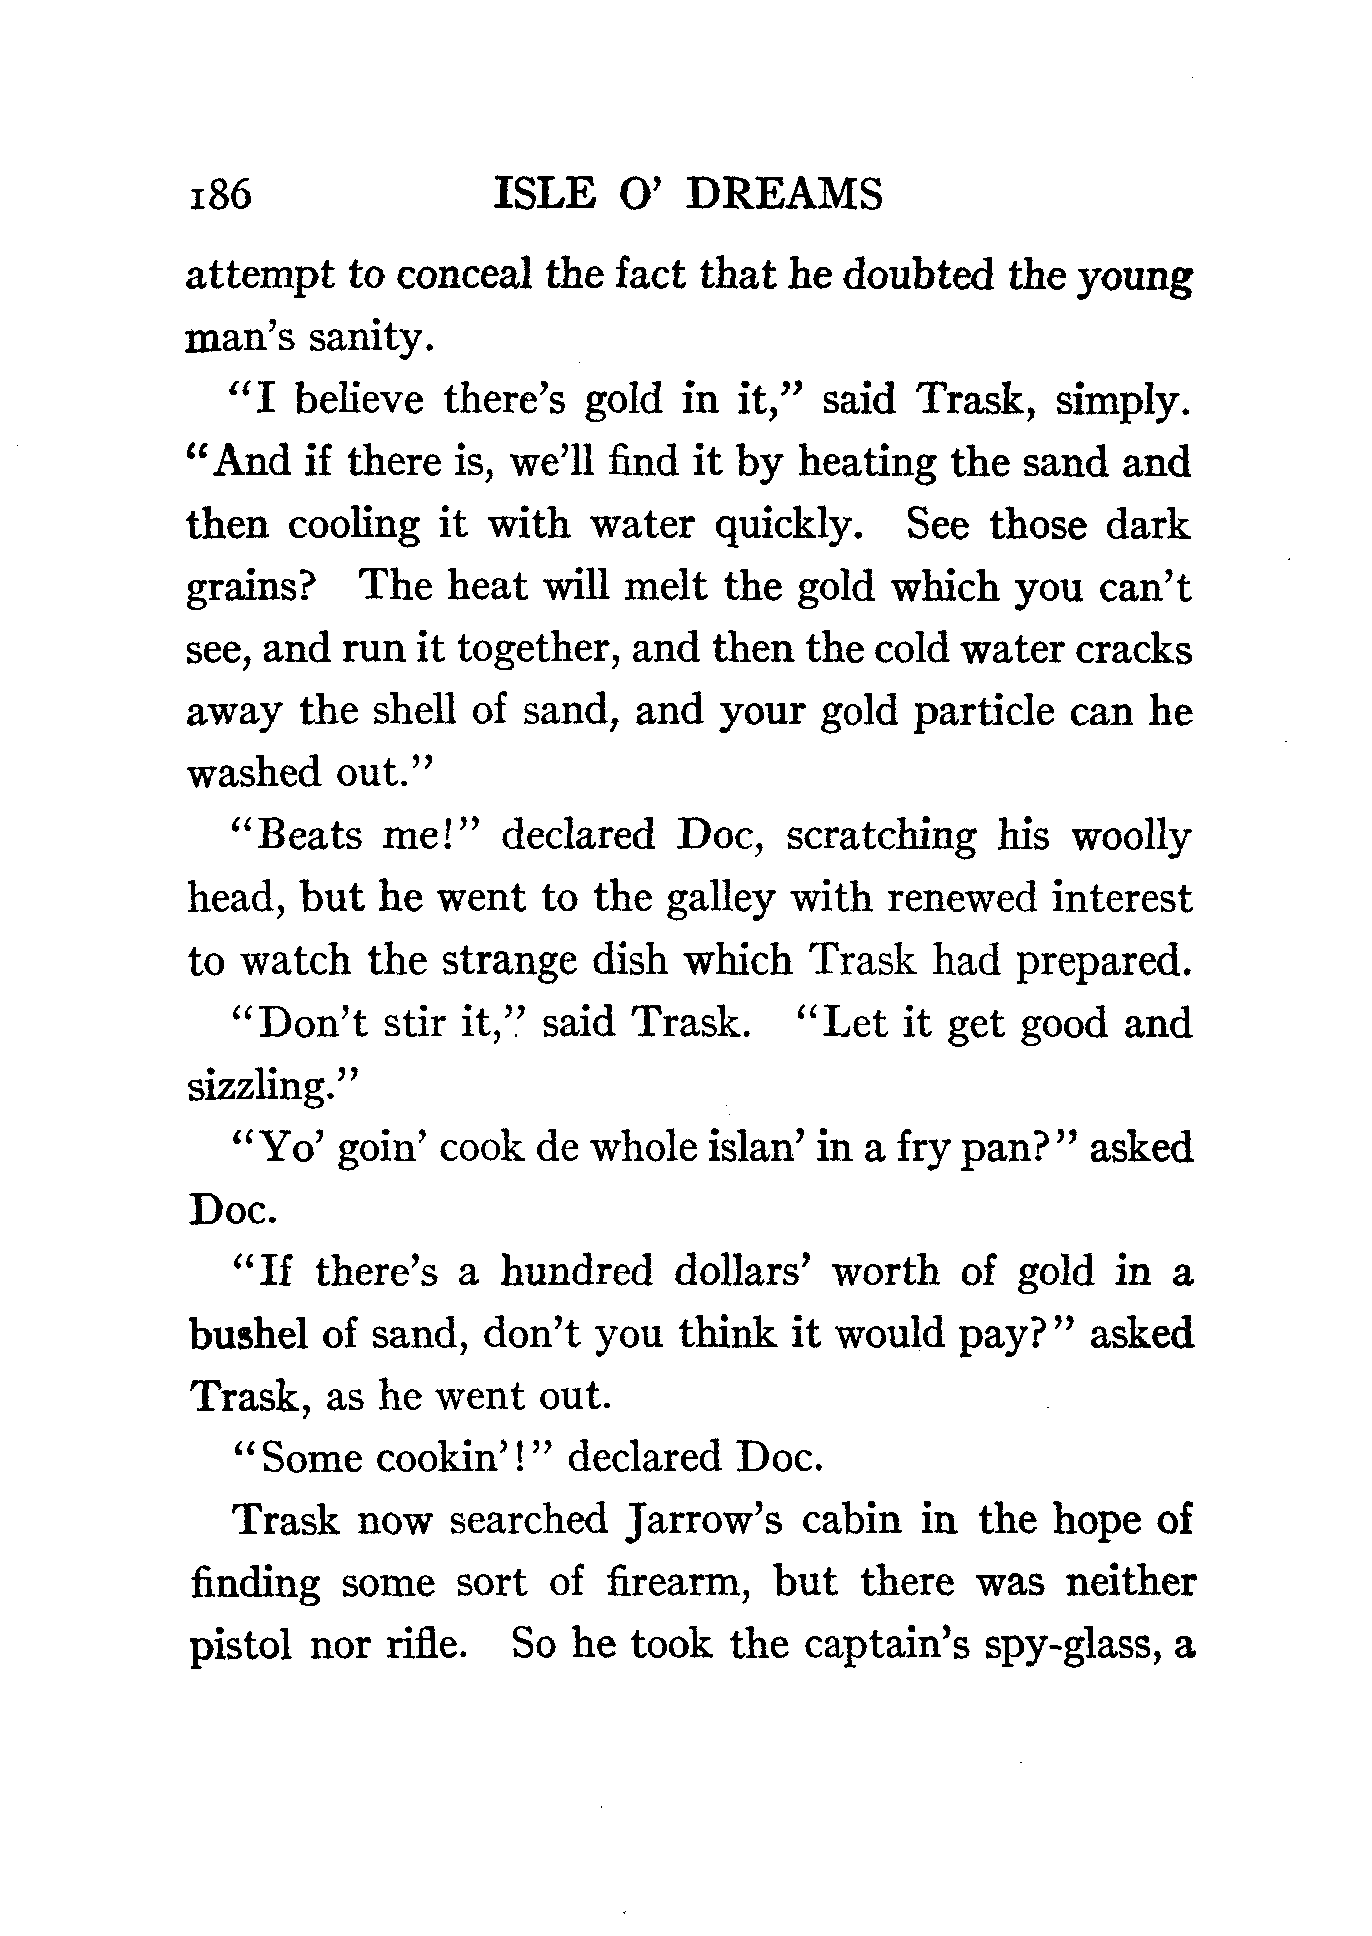 186 ISLE O' DREAMS
attempt to conceal the fact that he doubted the young
man's sanity.
"I believe there's gold in it," said Trask, simply.
"And if there is, we'll find it by heating the sand and
then cooling it with water quickly. See those dark
grains? The heat will melt the gold which you can't
see, and run it together, and then the cold water cracks
away the shell of sand, and your gold particle can he
washed out."
"Beats me!" declared Doc, scratching his woolly
head, but he went to the galley with renewed interest
to watch the strange dish which Trask had prepared.
"Don't stir it," said Trask. "Let it get good and
sizzling."
"Yo' goin' cook de whole islan' in a fry pan?" asked
Doc.
"If there's a hundred dollars' worth of gold in a
bushel of sand, don't you think it would pay?" asked
Trask, as he went out.
"Some cookin'!" declared Doc.
Trask now searched Jarrow's cabin in the hope of
finding some sort of firearm, but there was neither
pistol nor rifle. So he took the captain's spy-glass, a